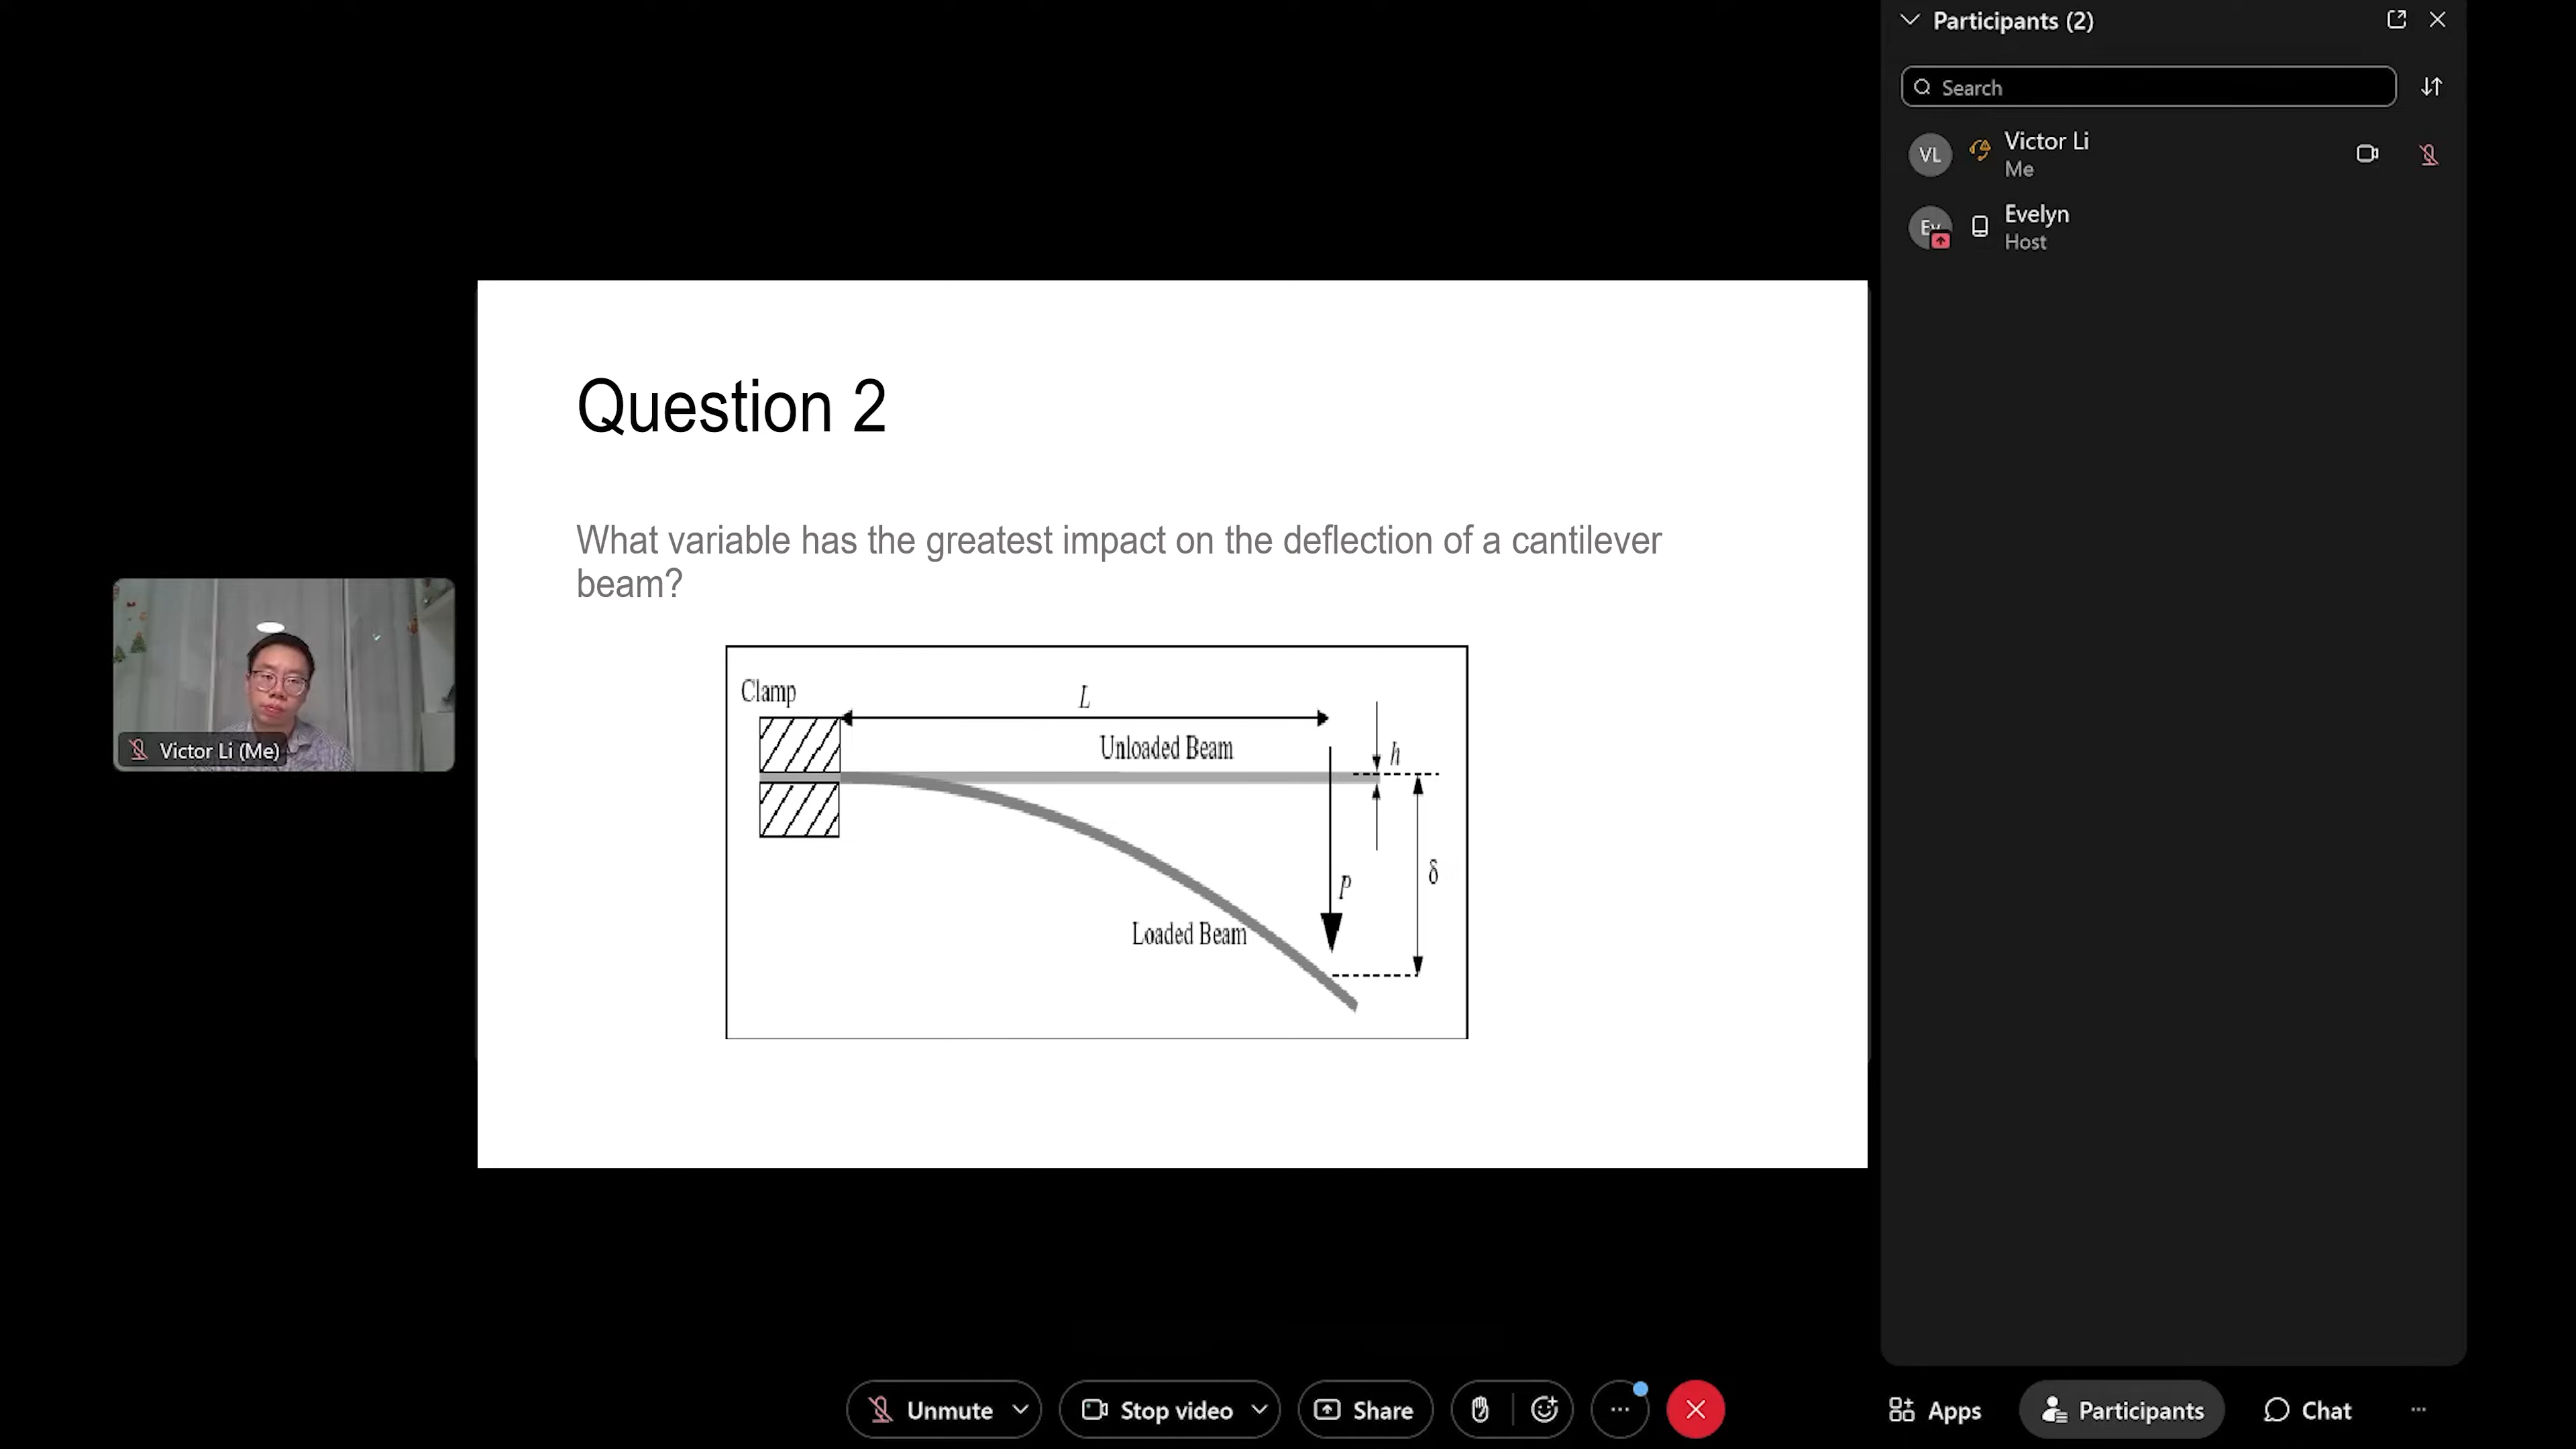 Participants (2)
Search
VL
Victor Li
Me
Ev
Evelyn
Host
Question 2
What variable has the greatest impact on the deflection of a cantilever
beam?
Clamp
L
Unloaded Beam
h
δ
P
Loaded Beam
Victor Li (Me)
Unmute
Stop video
Share
Apps
Participants
Chat